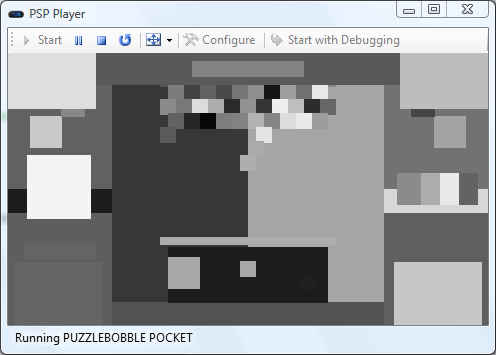 PSP Player
Start
Configure
Start with Debugging
Running PUZZLEBOBBLE POCKET